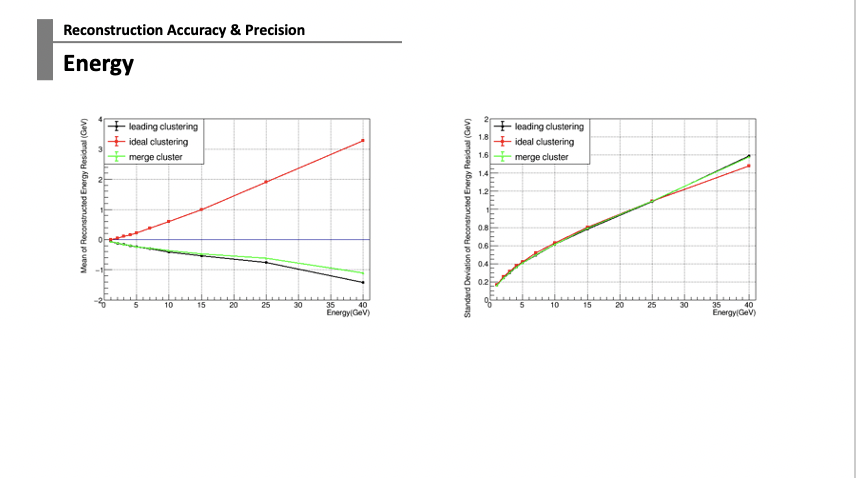 Reconstruction Accuracy & Precision
Energy
Mean of Reconstructed Energy Residual (GeV)
4
3
2
1
0
−1
−2
leading clustering
ideal clustering
merge cluster
0 5 10 15 20 25 30 35 40
Energy(GeV)
Standard Deviation of Reconstructed Energy Residual (GeV)
2
1.8
1.6
1.4
1.2
1
0.8
0.6
0.4
0.2
0
leading clustering
ideal clustering
merge cluster
0 5 10 15 20 25 30 35 40
Energy(GeV)